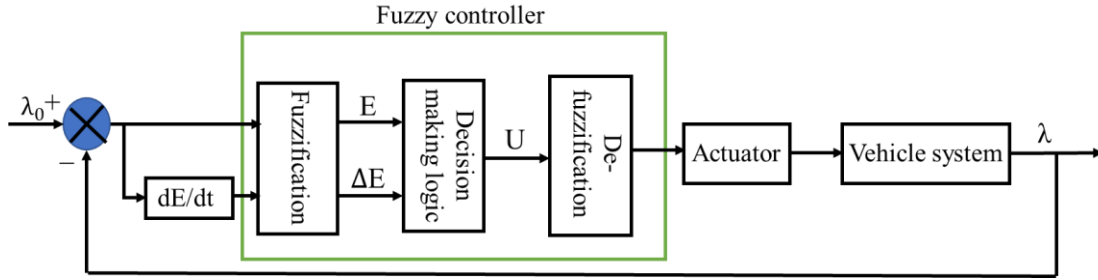 Fuzzy controller
λ₀
+
−
dE/dt
Fuzzification
E
ΔE
Decision
making logic
U
De-
fuzzification
Actuator
Vehicle system
λ